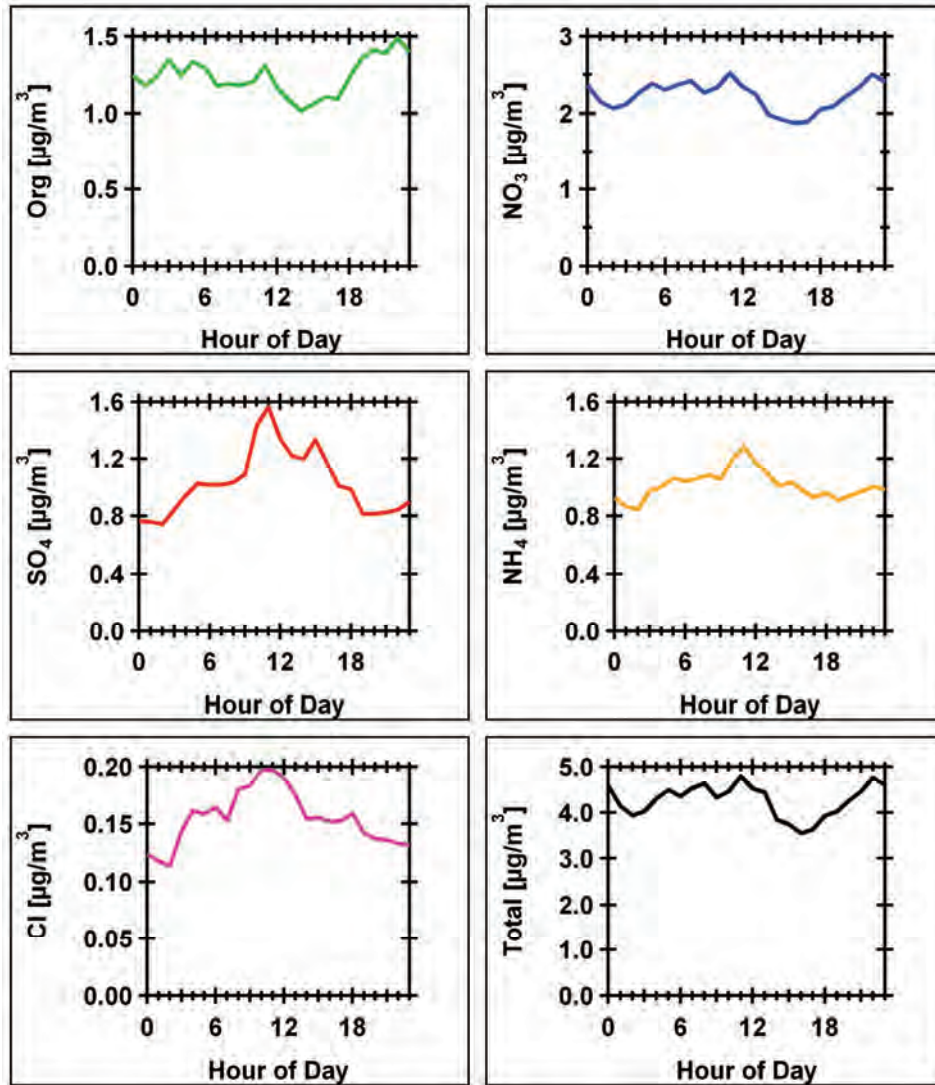 Org [µg/m³]
1.5
1.0
0.5
0.0
0 6 12 18
Hour of Day
NO₃ [µg/m³]
3
2
1
0
0 6 12 18
Hour of Day
SO₄ [µg/m³]
1.6
1.2
0.8
0.4
0.0
0 6 12 18
Hour of Day
NH₄ [µg/m³]
1.6
1.2
0.8
0.4
0.0
0 6 12 18
Hour of Day
Cl [µg/m³]
0.20
0.15
0.10
0.05
0.00
0 6 12 18
Hour of Day
Total [µg/m³]
5.0
4.0
3.0
2.0
1.0
0.0
0 6 12 18
Hour of Day